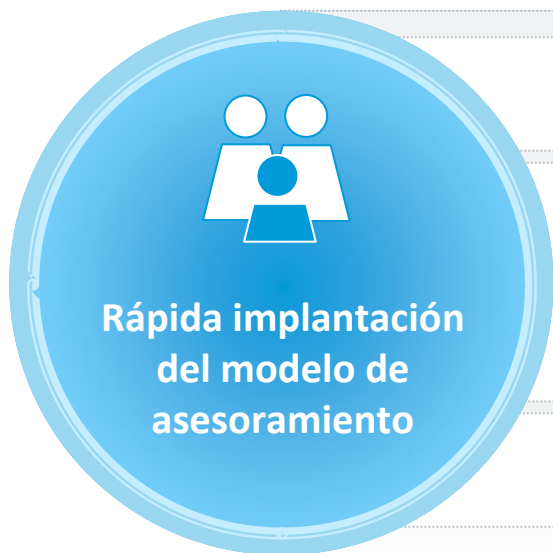 Rápida implantación
del modelo de
asesoramiento